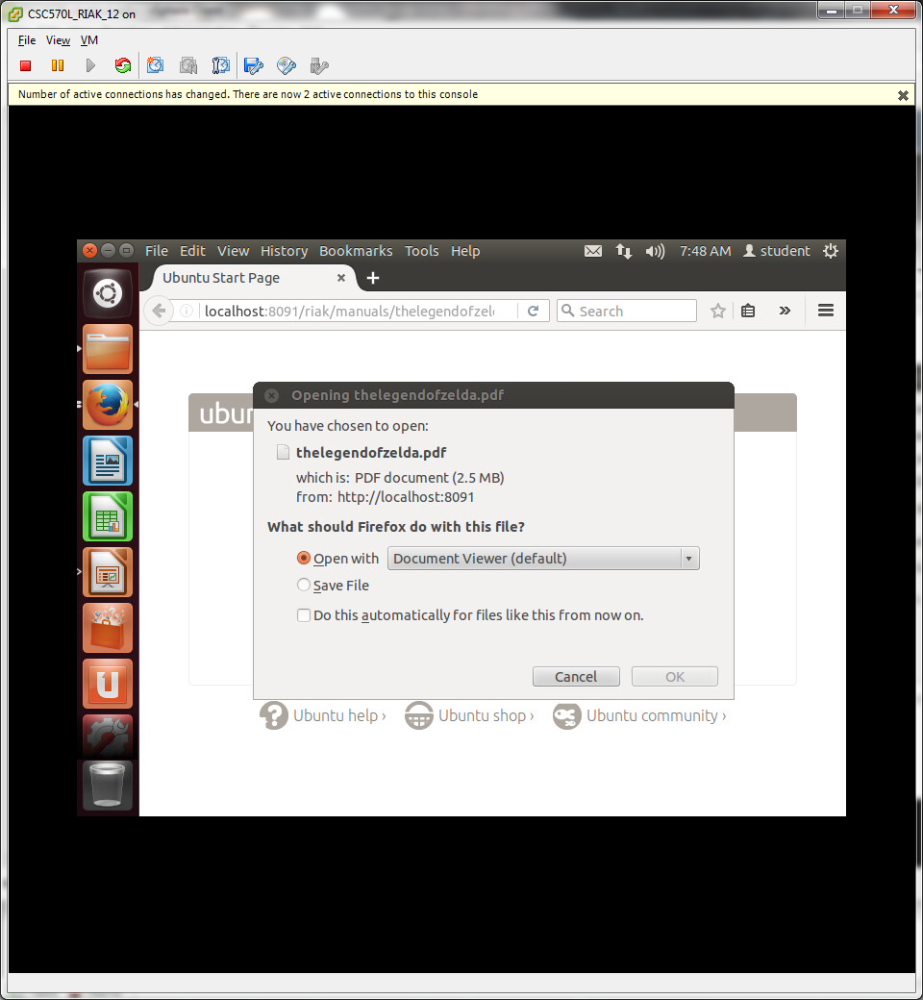 CSC570L_RIAK_12 on
File View VM
Number of active connections has changed. There are now 2 active connections to this console
File Edit View History Bookmarks Tools Help 7:48 AM student
Ubuntu Start Page
localhost:8091/riak/manuals/thelegendofzel
Search
Opening thelegendofzelda.pdf
You have chosen to open:
thelegendofzelda.pdf
which is: PDF document (2.5 MB)
from: http://localhost:8091
What should Firefox do with this file?
Open with Document Viewer (default)
Save File
Do this automatically for files like this from now on.
Cancel OK
Ubuntu help › Ubuntu shop › Ubuntu community ›